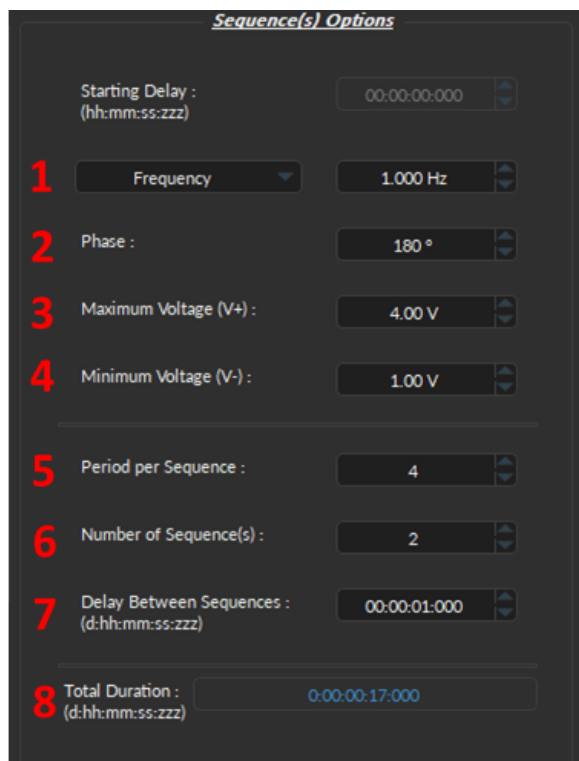 Sequence(s) Options
Starting Delay : 00:00:00:000
(hh:mm:ss:zzz)
1 Frequency 1.000 Hz
2 Phase : 180 °
3 Maximum Voltage (V+) : 4.00 V
4 Minimum Voltage (V-) : 1.00 V
5 Period per Sequence : 4
6 Number of Sequence(s) : 2
7 Delay Between Sequences : 00:00:01:000
(d:hh:mm:ss:zzz)
8 Total Duration : 0:00:00:17:000
(d:hh:mm:ss:zzz)